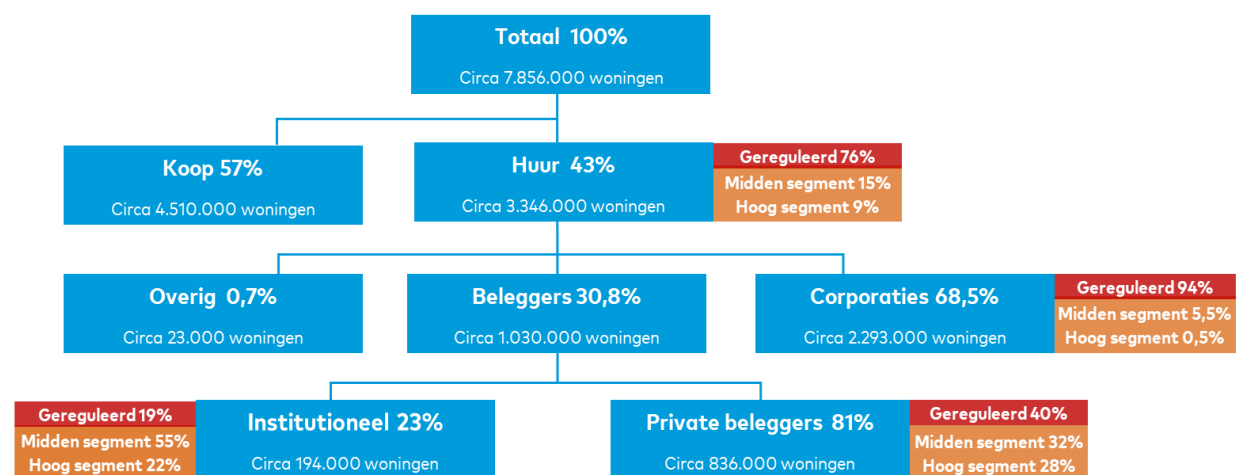 Totaal 100%
Circa 7.856.000 woningen
Koop 57%
Circa 4.510.000 woningen
Huur 43%
Circa 3.346.000 woningen
Gereguleerd 76%
Midden segment 15%
Hoog segment 9%
Overig 0,7%
Circa 23.000 woningen
Beleggers 30,8%
Circa 1.030.000 woningen
Corporaties 68,5%
Circa 2.293.000 woningen
Gereguleerd 94%
Midden segment 5,5%
Hoog segment 0,5%
Gereguleerd 19%
Midden segment 55%
Hoog segment 22%
Institutioneel 23%
Circa 194.000 woningen
Private beleggers 81%
Circa 836.000 woningen
Gereguleerd 40%
Midden segment 32%
Hoog segment 28%